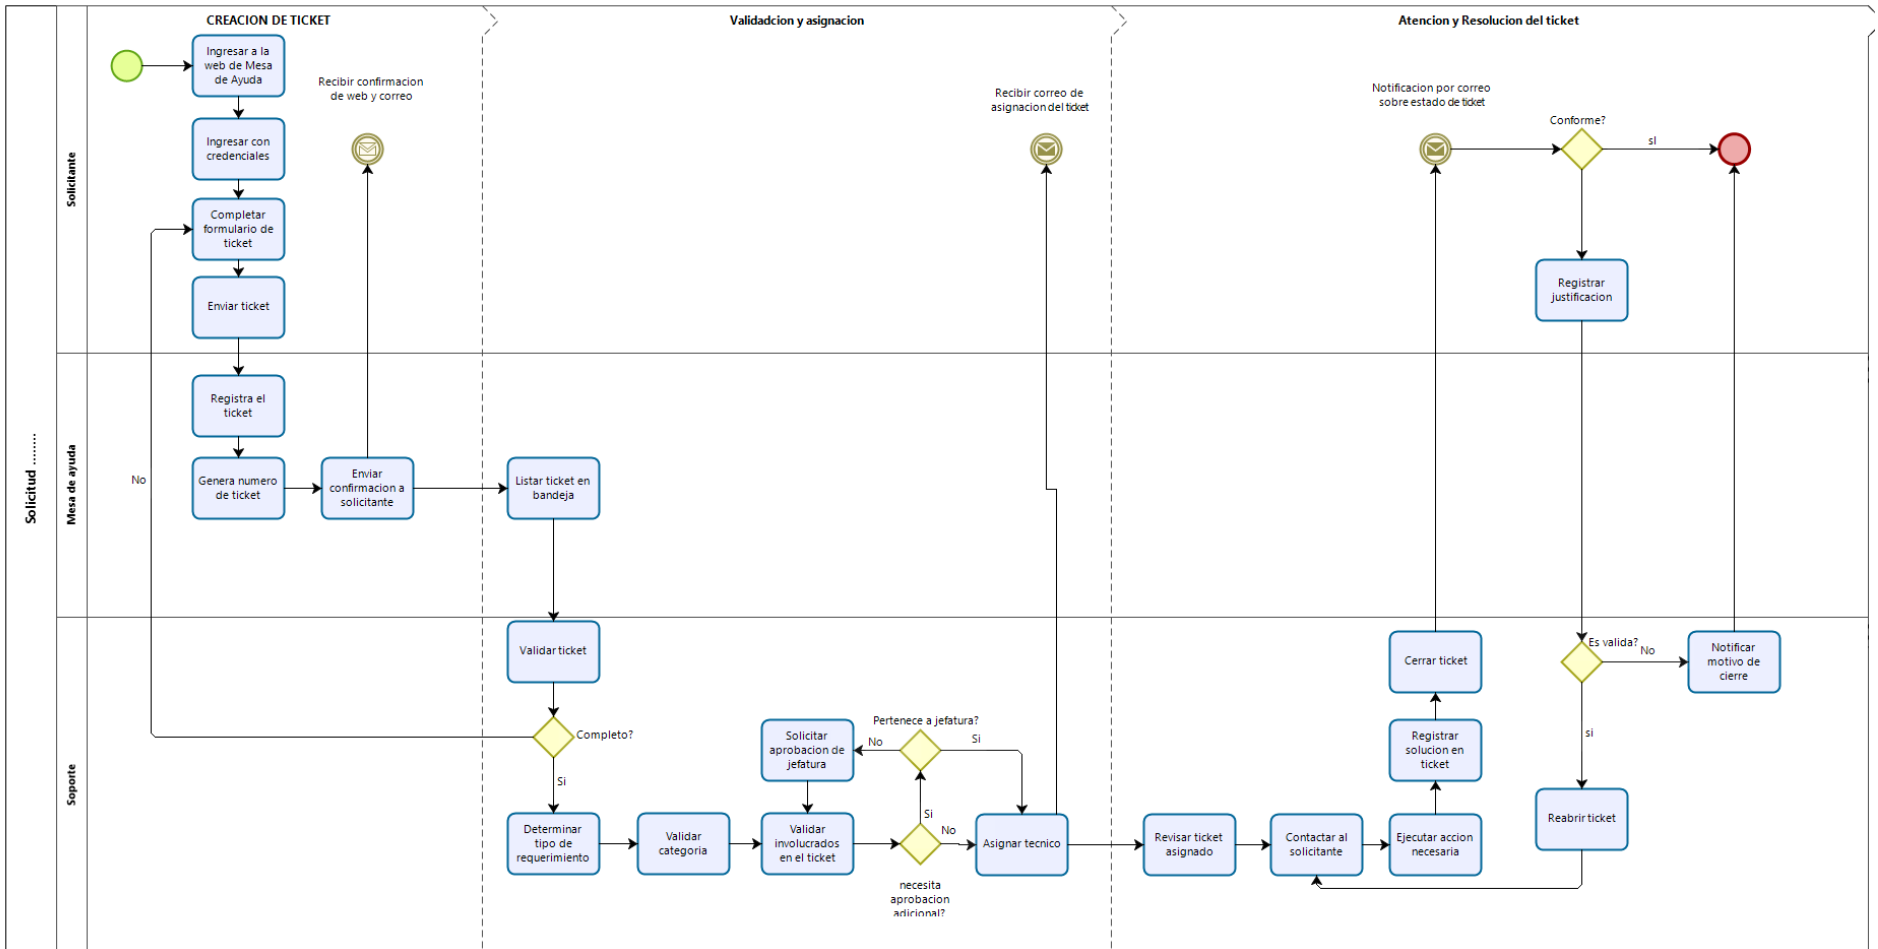 CREACION DE TICKET
Validadcion y asignacion
Atencion y Resolucion del ticket
Solicitud ........
Solicitante
Ingresar a la
web de Mesa
de Ayuda
Recibir confirmacion
de web y correo
Ingresar con
credenciales
Completar
formulario de
ticket
Enviar ticket
Recibir correo de
asignacion del ticket
Notificacion por correo
sobre estado de ticket
Conforme?
sI
Registrar
justificacion
Mesa de ayuda
Registra el
ticket
No
Genera numero
de ticket
Enviar
confirmacion a
solicitante
Listar ticket en
bandeja
Soporte
Validar ticket
Completo?
Si
Determinar
tipo de
requerimiento
Validar
categoria
Solicitar
aprobacion de
jefatura
Validar
involucrados
en el ticket
Pertenece a jefatura?
No
Si
Si
No
necesita
aprobacion
adicional?
Asignar tecnico
Revisar ticket
asignado
Contactar al
solicitante
Ejecutar accion
necesaria
Registrar
solucion en
ticket
Cerrar ticket
Es valida?
No
Notificar
motivo de
cierre
si
Reabrir ticket